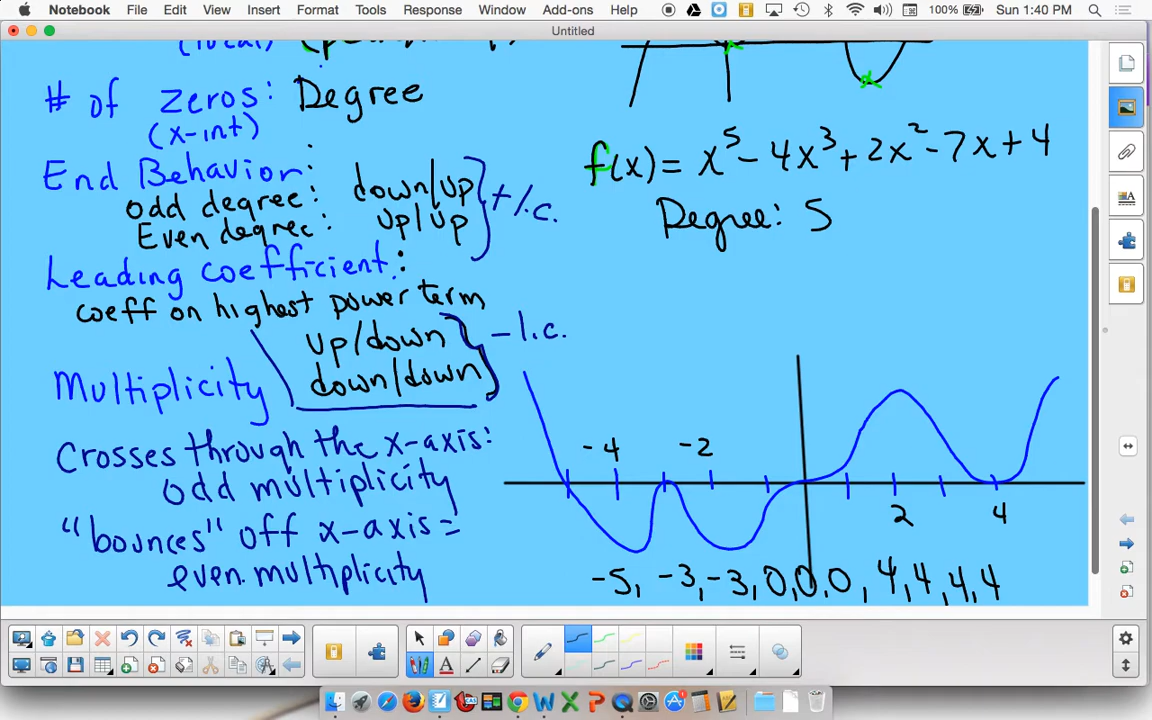 Notebook File Edit View Insert Format Tools Response Window Add-ons Help 100% Sun 1:40 PM
Untitled
(local)
# of zeros: Degree
(x-int)
End Behavior:
odd degree: down/up
Even degree: up/up
+ l.c.
Leading coefficient:
coeff on highest power term
up/down
down/down
- l.c.
Multiplicity
Crosses through the x-axis:
odd multiplicity
"bounces" off x-axis=
even multiplicity
f(x) = x^5 - 4x^3 + 2x^2 - 7x + 4
Degree: 5
-4 -2
2 4
-5, -3, -3, 0, 0, 0, 4, 4, 4, 4